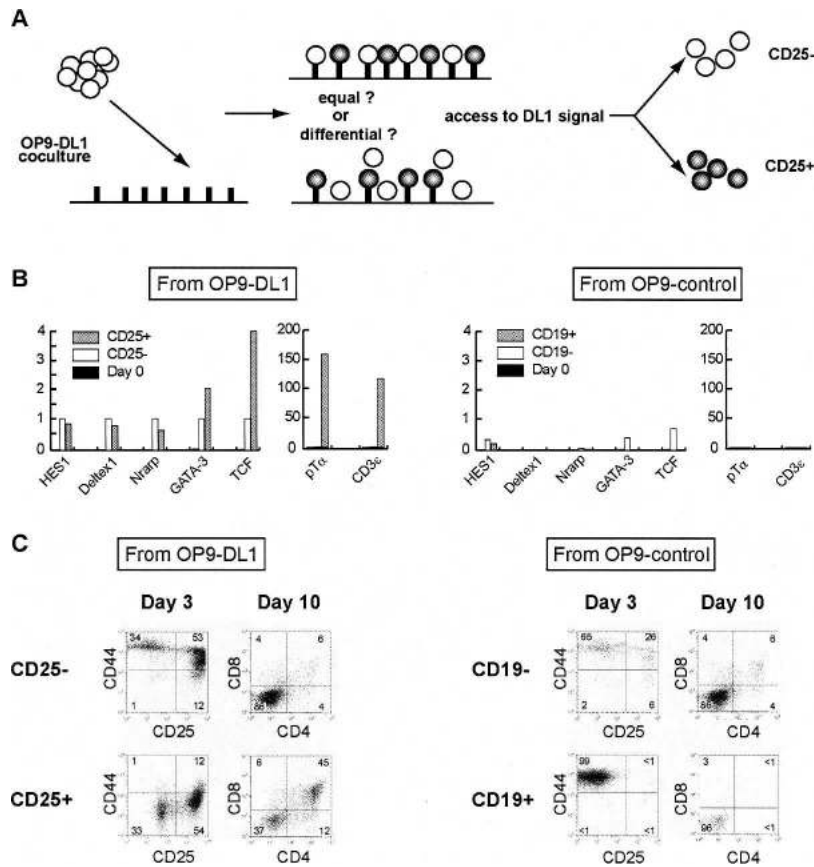 A
OP9-DL1
coculture
equal ?
or
differential ?
access to DL1 signal
CD25-
CD25+
B
From OP9-DL1
From OP9-control
4
3
2
1
0
CD25+
CD25-
Day 0
200
150
100
50
0
HES1
Deltex1
Nrarp
GATA-3
TCF
pTα
CD3ε
4
3
2
1
0
CD19+
CD19-
Day 0
200
150
100
50
0
HES1
Deltex1
Nrarp
GATA-3
TCF
pTα
CD3ε
C
From OP9-DL1
From OP9-control
Day 3
Day 10
Day 3
Day 10
CD25-
CD44
34
53
1
12
CD25
CD8
4
6
86
4
CD4
CD19-
CD44
65
26
2
6
CD25
CD8
4
6
86
4
CD4
CD25+
CD44
1
12
33
54
CD25
CD8
6
45
37
12
CD4
CD19+
CD44
99
<1
<1
<1
CD25
CD8
3
<1
96
<1
CD4